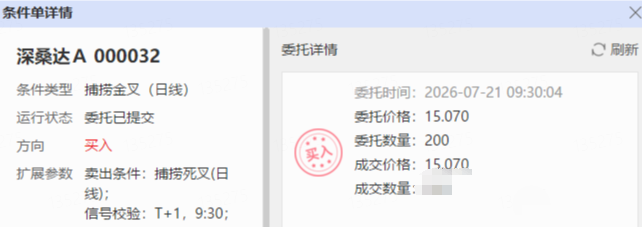 条件单详情
深桑达A 000032
条件类型 捕捞金叉（日线）
运行状态 委托已提交
方向 买入
扩展参数 卖出条件：捕捞死叉(日
线)；
信号校验：T+1，9:30；
委托详情 刷新
委托时间：2026-07-21 09:30:04
委托价格：15.070
委托数量：200
成交价格：15.070
成交数量：
买入